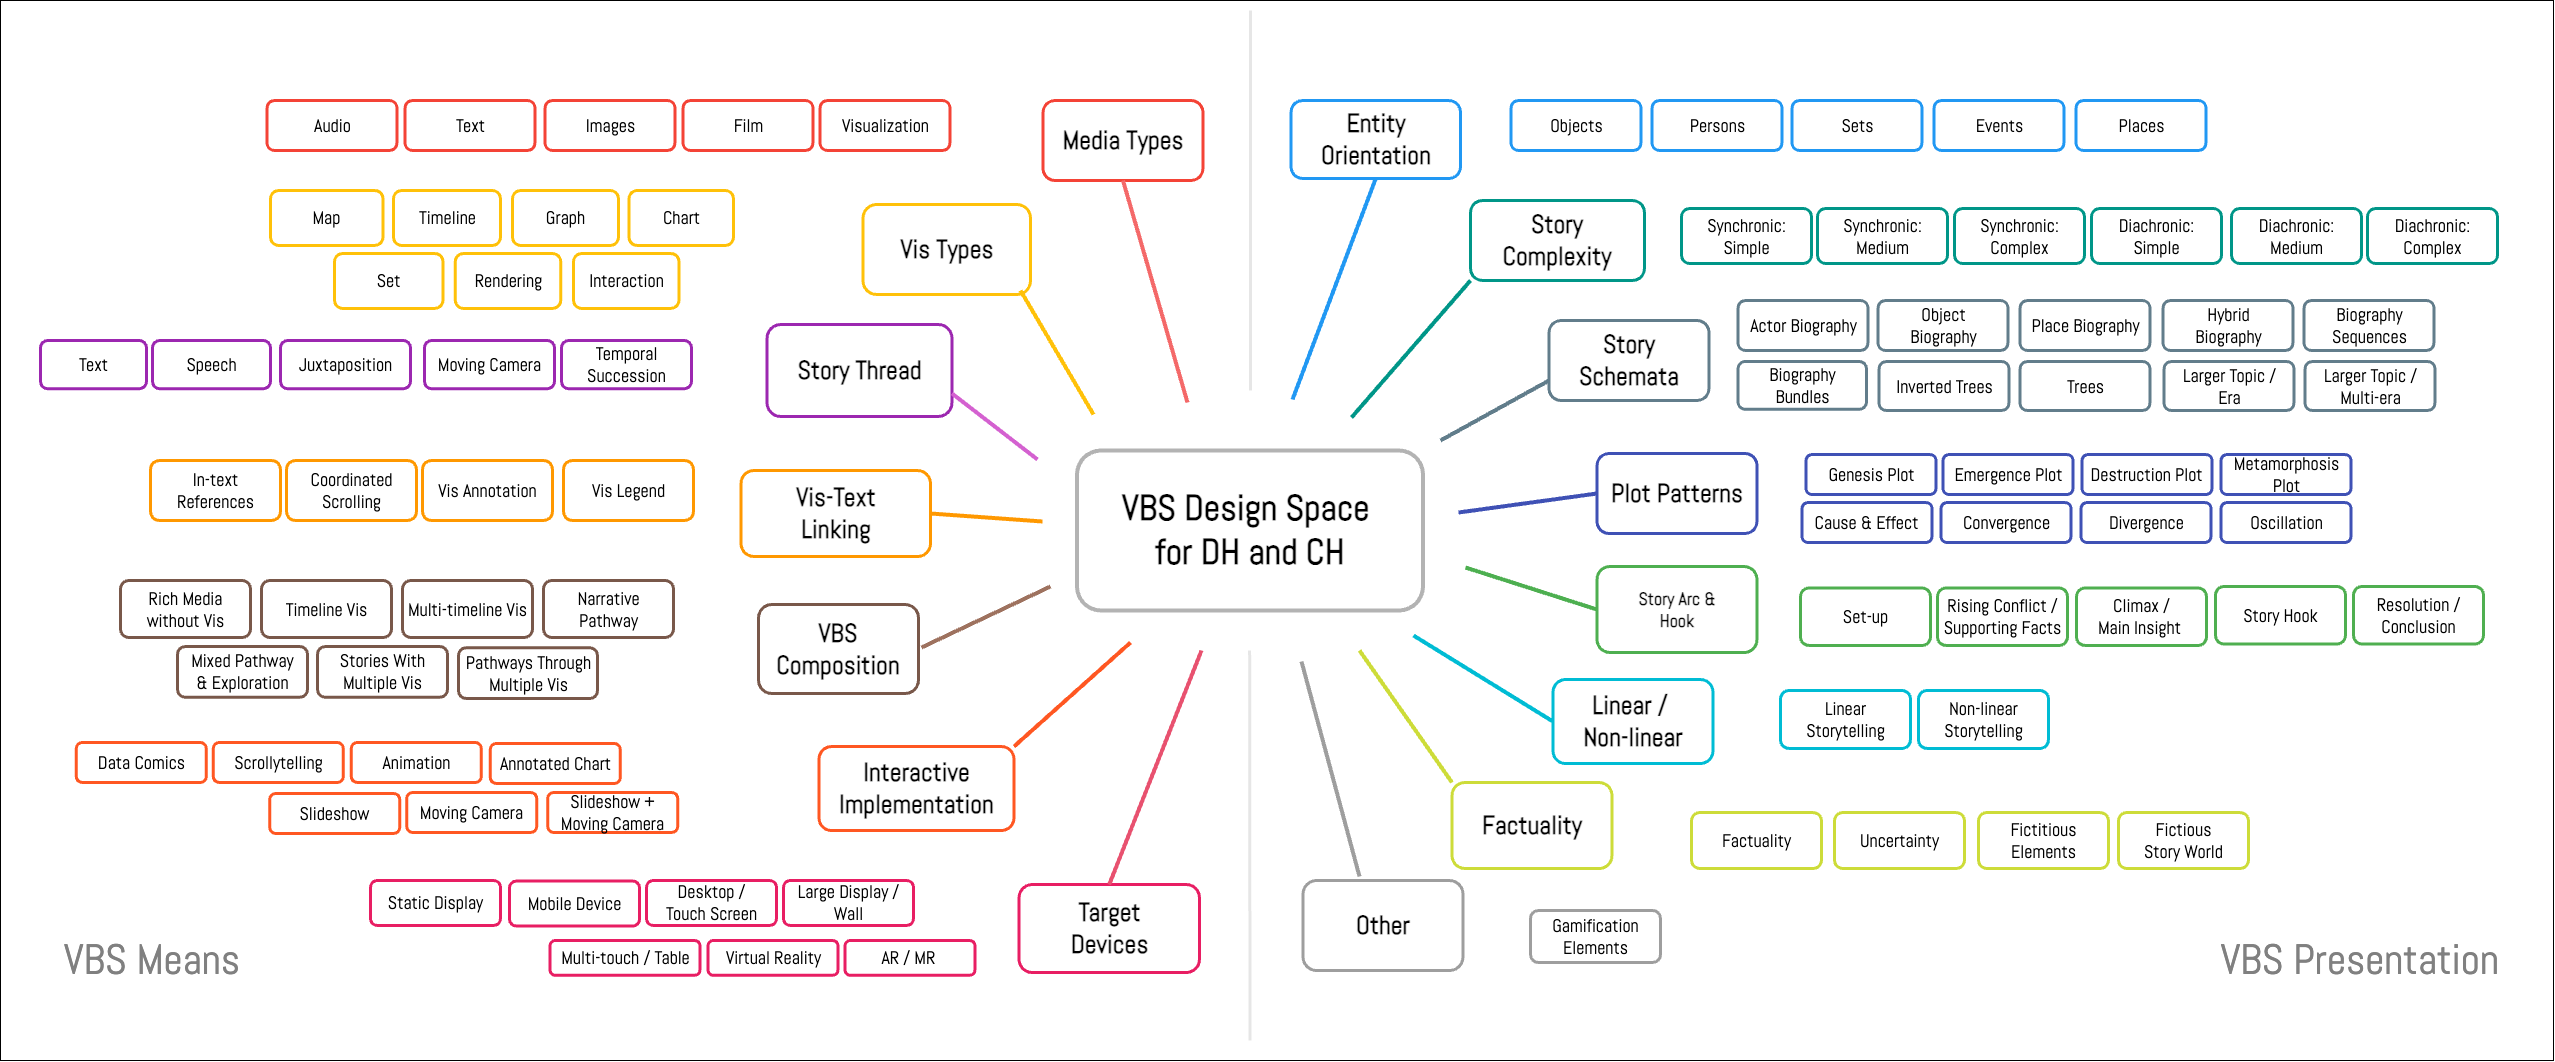 Audio
Text
Images
Film
Visualization
Media Types
Map
Timeline
Graph
Chart
Set
Rendering
Interaction
Vis Types
Text
Speech
Juxtaposition
Moving Camera
Temporal
Succession
Story Thread
In-text
References
Coordinated
Scrolling
Vis Annotation
Vis Legend
Vis-Text
Linking
Rich Media
without Vis
Timeline Vis
Multi-timeline Vis
Narrative
Pathway
Mixed Pathway
& Exploration
Stories With
Multiple Vis
Pathways Through
Multiple Vis
VBS
Composition
Data Comics
Scrollytelling
Animation
Annotated Chart
Slideshow
Moving Camera
Slideshow +
Moving Camera
Interactive
Implementation
Static Display
Mobile Device
Desktop /
Touch Screen
Large Display /
Wall
Multi-touch / Table
Virtual Reality
AR / MR
Target
Devices
VBS Means
VBS Design Space
for DH and CH
Entity
Orientation
Objects
Persons
Sets
Events
Places
Story
Complexity
Synchronic:
Simple
Synchronic:
Medium
Synchronic:
Complex
Diachronic:
Simple
Diachronic:
Medium
Diachronic:
Complex
Story
Schemata
Actor Biography
Object
Biography
Place Biography
Hybrid
Biography
Biography
Sequences
Biography
Bundles
Inverted Trees
Trees
Larger Topic /
Era
Larger Topic /
Multi-era
Plot Patterns
Genesis Plot
Emergence Plot
Destruction Plot
Metamorphosis
Plot
Cause & Effect
Convergence
Divergence
Oscillation
Story Arc &
Hook
Set-up
Rising Conflict /
Supporting Facts
Climax /
Main Insight
Story Hook
Resolution /
Conclusion
Linear /
Non-linear
Linear
Storytelling
Non-linear
Storytelling
Factuality
Factuality
Uncertainty
Fictitious
Elements
Fictious
Story World
Other
Gamification
Elements
VBS Presentation